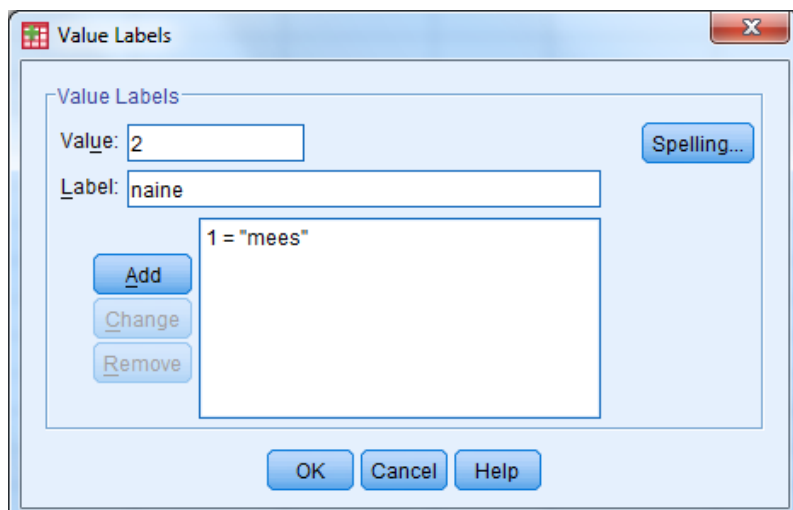 Value Labels
Value Labels
Value: 2
Spelling...
Label: naine
1 = "mees"
Add
Change
Remove
OK Cancel Help